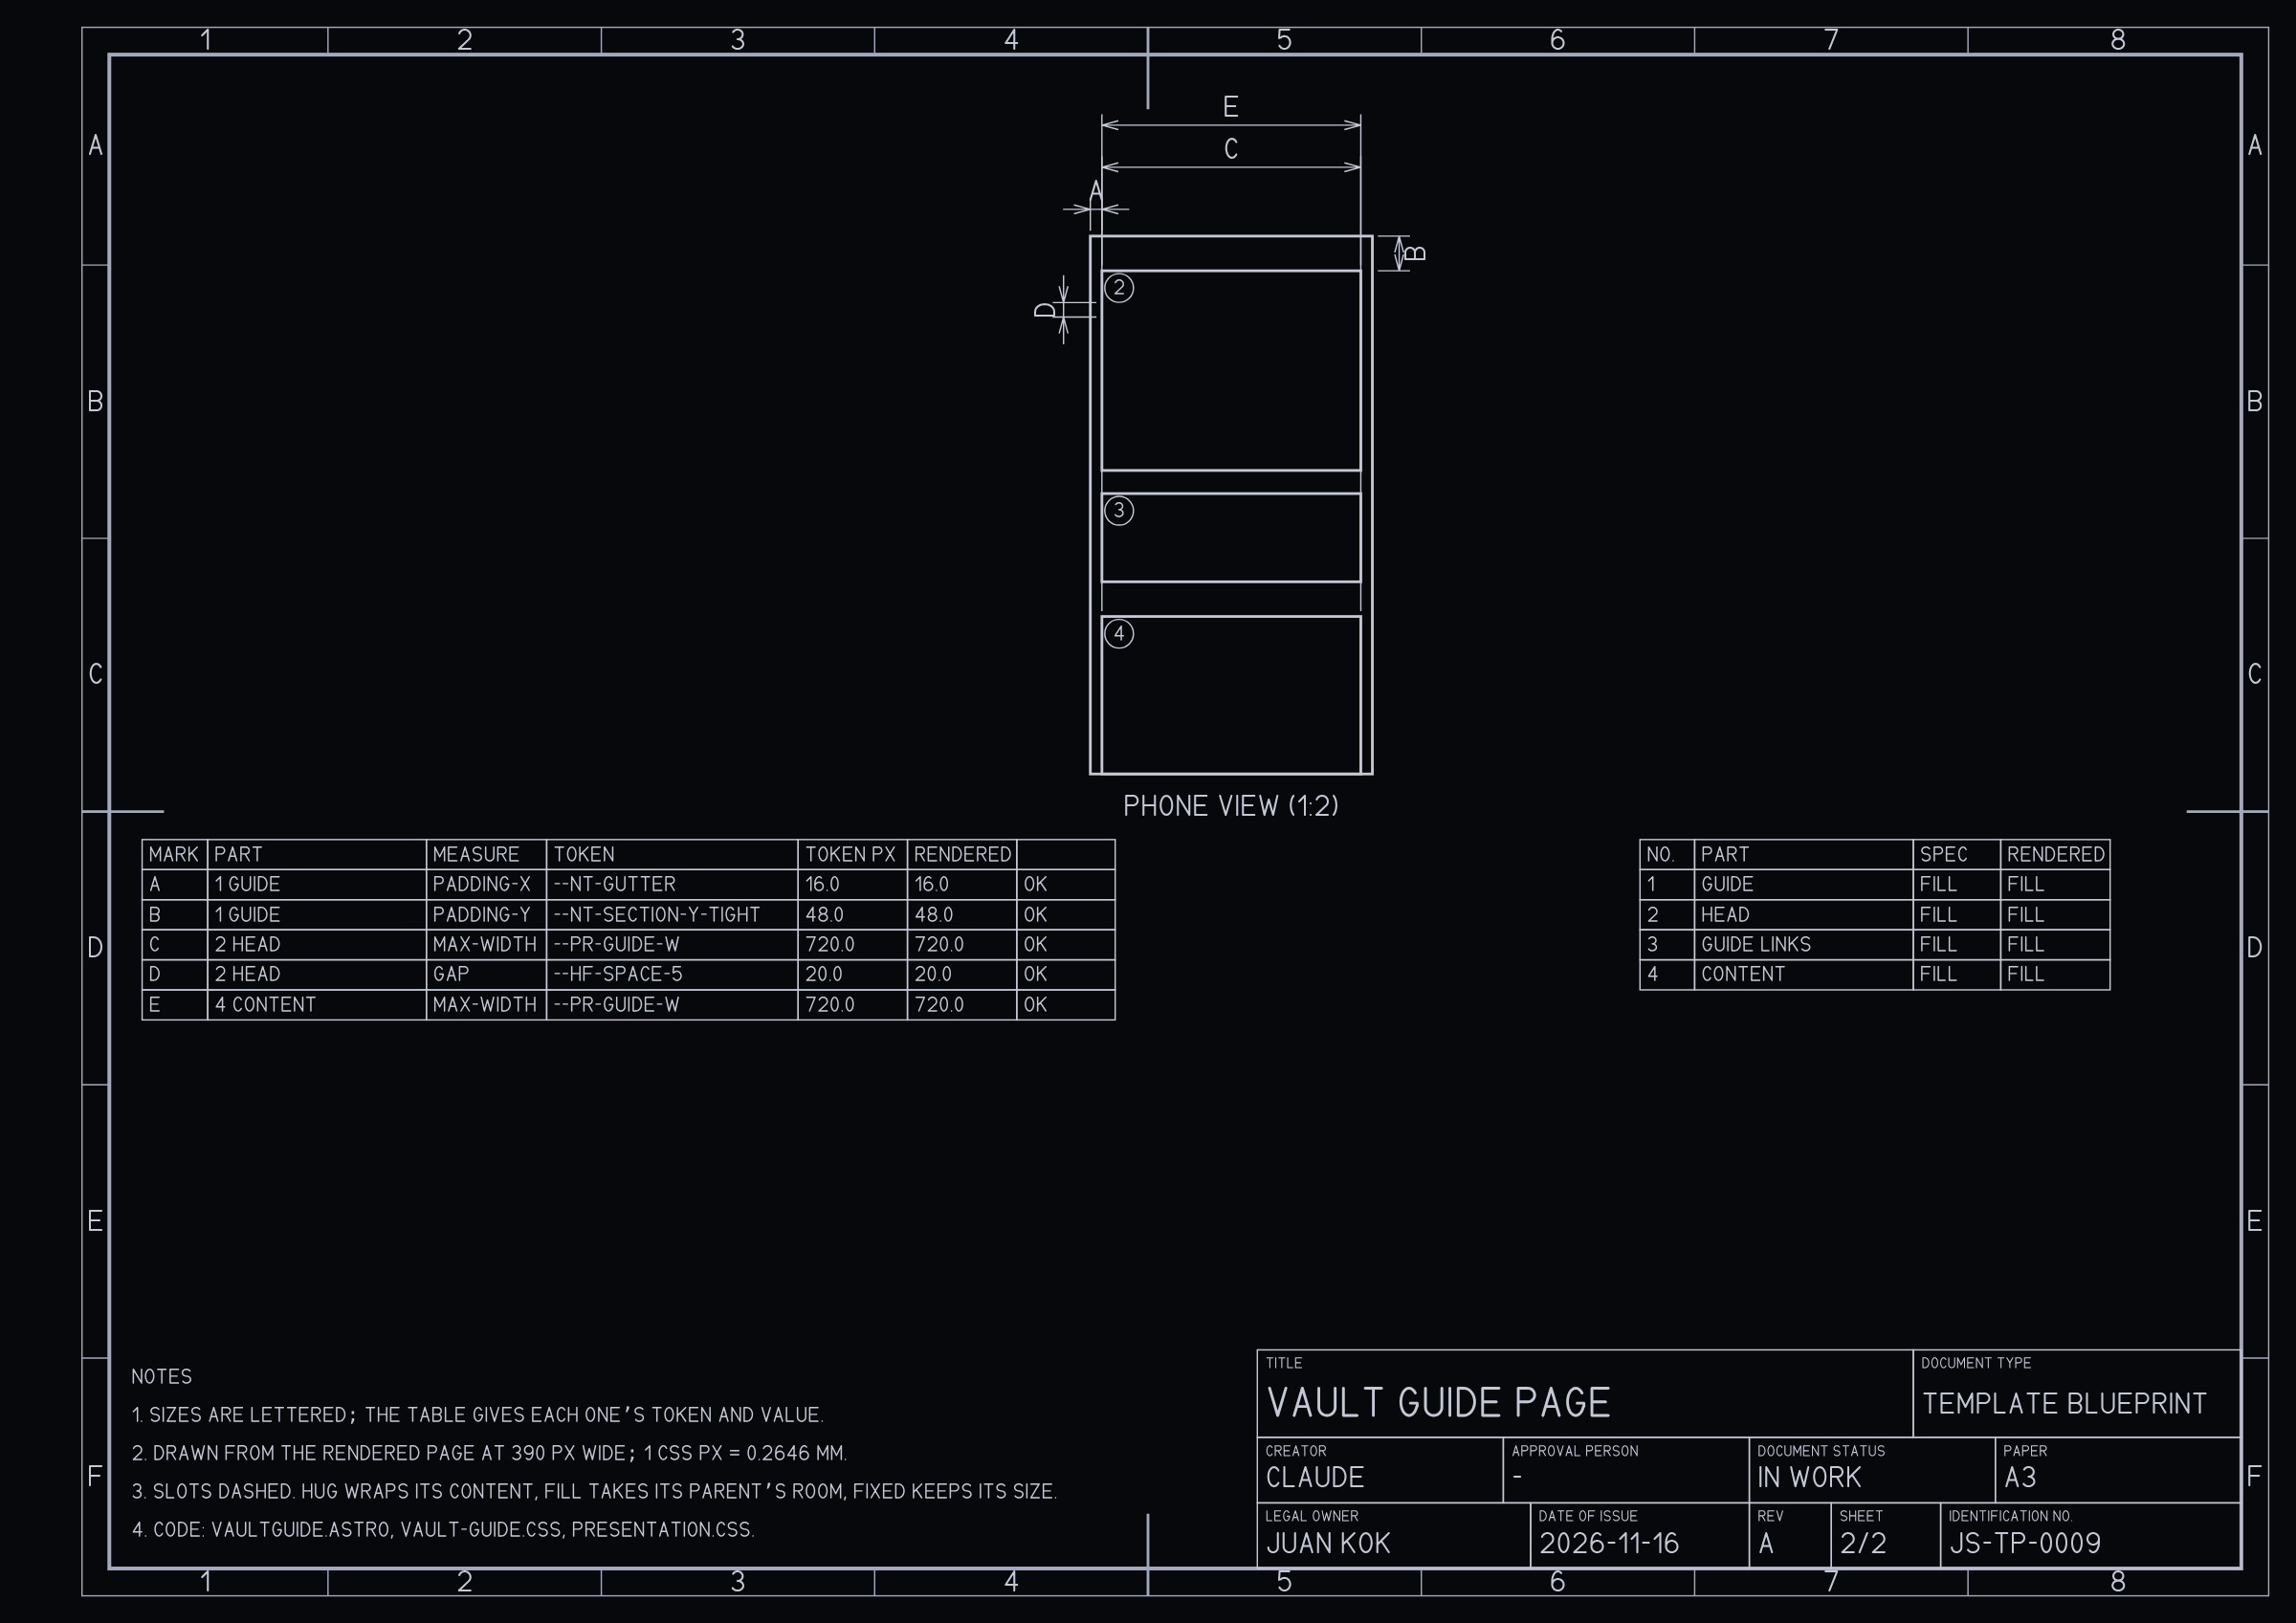 1 2 3 4 5 6 7 8
A A
B B
C C
D D
E E
F F
E
C
A
B
D
2
3
4
PHONE VIEW (1:2)
MARK PART MEASURE TOKEN TOKEN PX RENDERED
A 1 GUIDE PADDING-X --NT-GUTTER 16.0 16.0 OK
B 1 GUIDE PADDING-Y --NT-SECTION-Y-TIGHT 48.0 48.0 OK
C 2 HEAD MAX-WIDTH --PR-GUIDE-W 720.0 720.0 OK
D 2 HEAD GAP --HF-SPACE-5 20.0 20.0 OK
E 4 CONTENT MAX-WIDTH --PR-GUIDE-W 720.0 720.0 OK
NO. PART SPEC RENDERED
1 GUIDE FILL FILL
2 HEAD FILL FILL
3 GUIDE LINKS FILL FILL
4 CONTENT FILL FILL
NOTES
1. SIZES ARE LETTERED; THE TABLE GIVES EACH ONE'S TOKEN AND VALUE.
2. DRAWN FROM THE RENDERED PAGE AT 390 PX WIDE; 1 CSS PX = 0.2646 MM.
3. SLOTS DASHED. HUG WRAPS ITS CONTENT, FILL TAKES ITS PARENT'S ROOM, FIXED KEEPS ITS SIZE.
4. CODE: VAULTGUIDE.ASTRO, VAULT-GUIDE.CSS, PRESENTATION.CSS.
TITLE DOCUMENT TYPE
VAULT GUIDE PAGE TEMPLATE BLUEPRINT
CREATOR APPROVAL PERSON DOCUMENT STATUS PAPER
CLAUDE - IN WORK A3
LEGAL OWNER DATE OF ISSUE REV SHEET IDENTIFICATION NO.
JUAN KOK 2026-11-16 A 2/2 JS-TP-0009
1 2 3 4 5 6 7 8